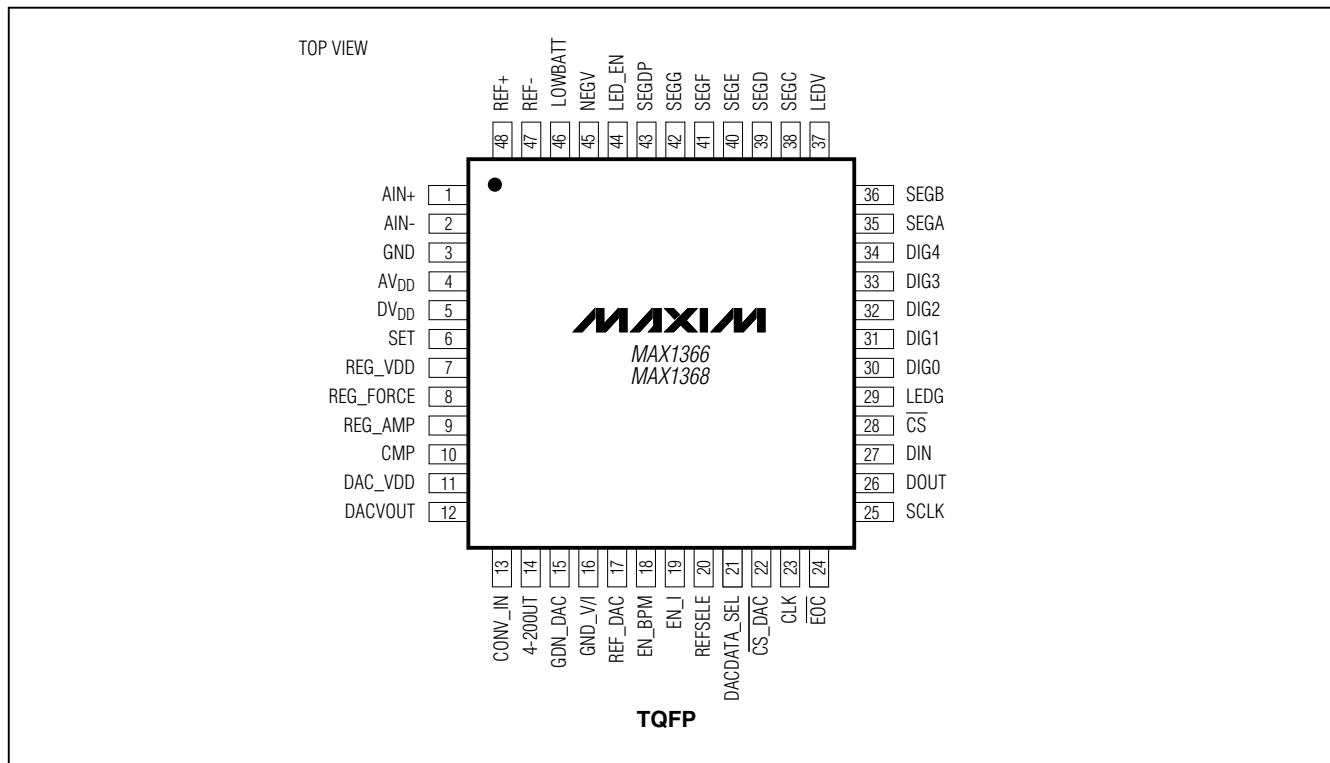 TOP VIEW
REF+
REF-
LOWBATT
NEGV
LED_EN
SEGDP
SEGG
SEGF
SEGE
SEGD
SEGC
LEDV
48
47
46
45
44
43
42
41
40
39
38
37
AIN+ 1
AIN- 2
GND 3
AVDD 4
DVDD 5
SET 6
REG_VDD 7
REG_FORCE 8
REG_AMP 9
CMP 10
DAC_VDD 11
DACVOUT 12
MAXIM
MAX1366
MAX1368
36 SEGB
35 SEGA
34 DIG4
33 DIG3
32 DIG2
31 DIG1
30 DIG0
29 LEDG
28 CS
27 DIN
26 DOUT
25 SCLK
13
14
15
16
17
18
19
20
21
22
23
24
CONV_IN
4-20OUT
GDN_DAC
GND_V/I
REF_DAC
EN_BPM
EN_I
REFSELE
DACDATA_SEL
CS_DAC
CLK
EOC
TQFP